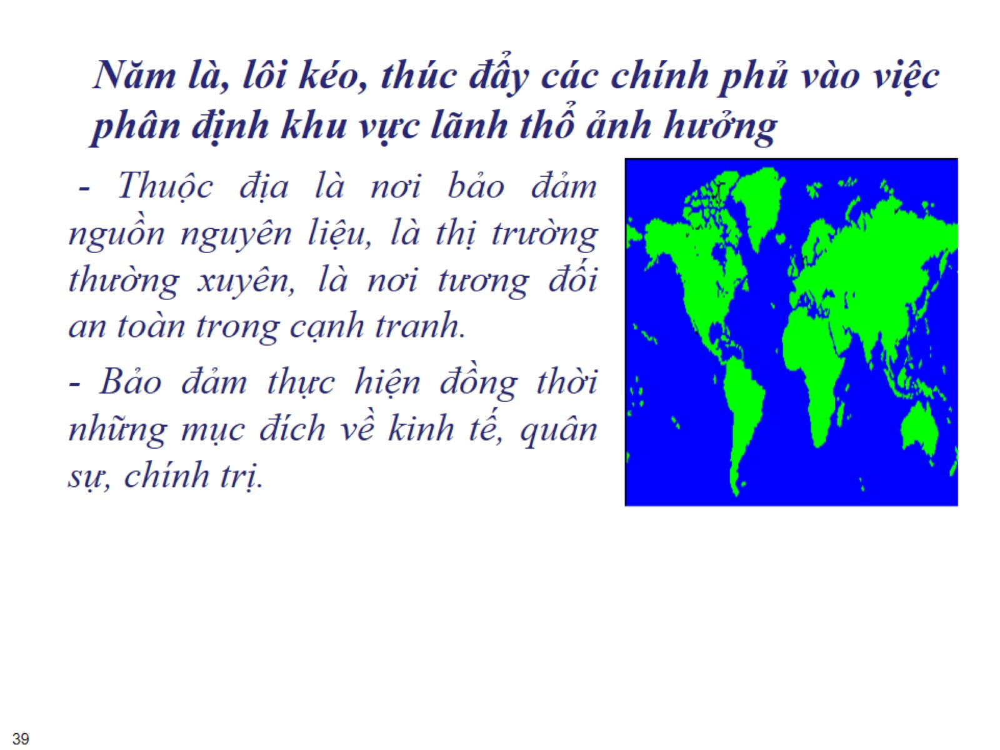 Năm là, lôi kéo, thúc đẩy các chính phủ vào việc
phân định khu vực lãnh thổ ảnh hưởng
- Thuộc địa là nơi bảo đảm
nguồn nguyên liệu, là thị trường
thường xuyên, là nơi tương đối
an toàn trong cạnh tranh.
- Bảo đảm thực hiện đồng thời
những mục đích về kinh tế, quân
sự, chính trị.
39